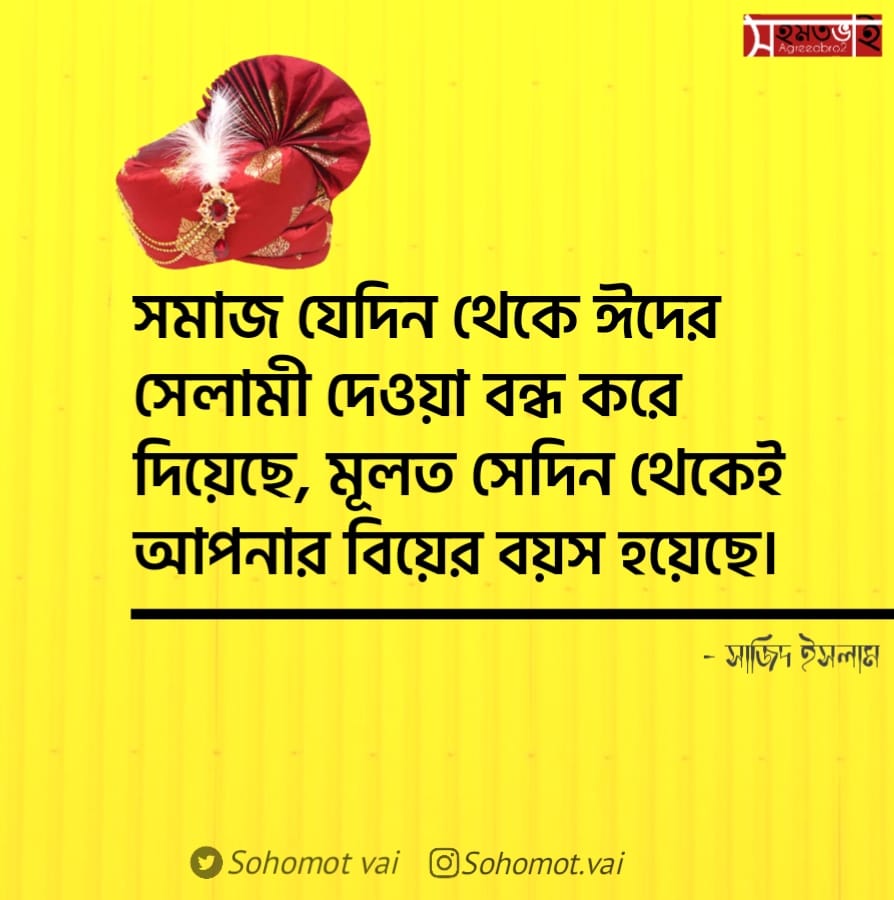 সহমতভাই
Agreeabro2
সমাজ যেদিন থেকে ঈদের
সেলামী দেওয়া বন্ধ করে
দিয়েছে, মূলত সেদিন থেকেই
আপনার বিয়ের বয়স হয়েছে।
- সাজিদ ইসলাম
Sohomot vai
Sohomot.vai